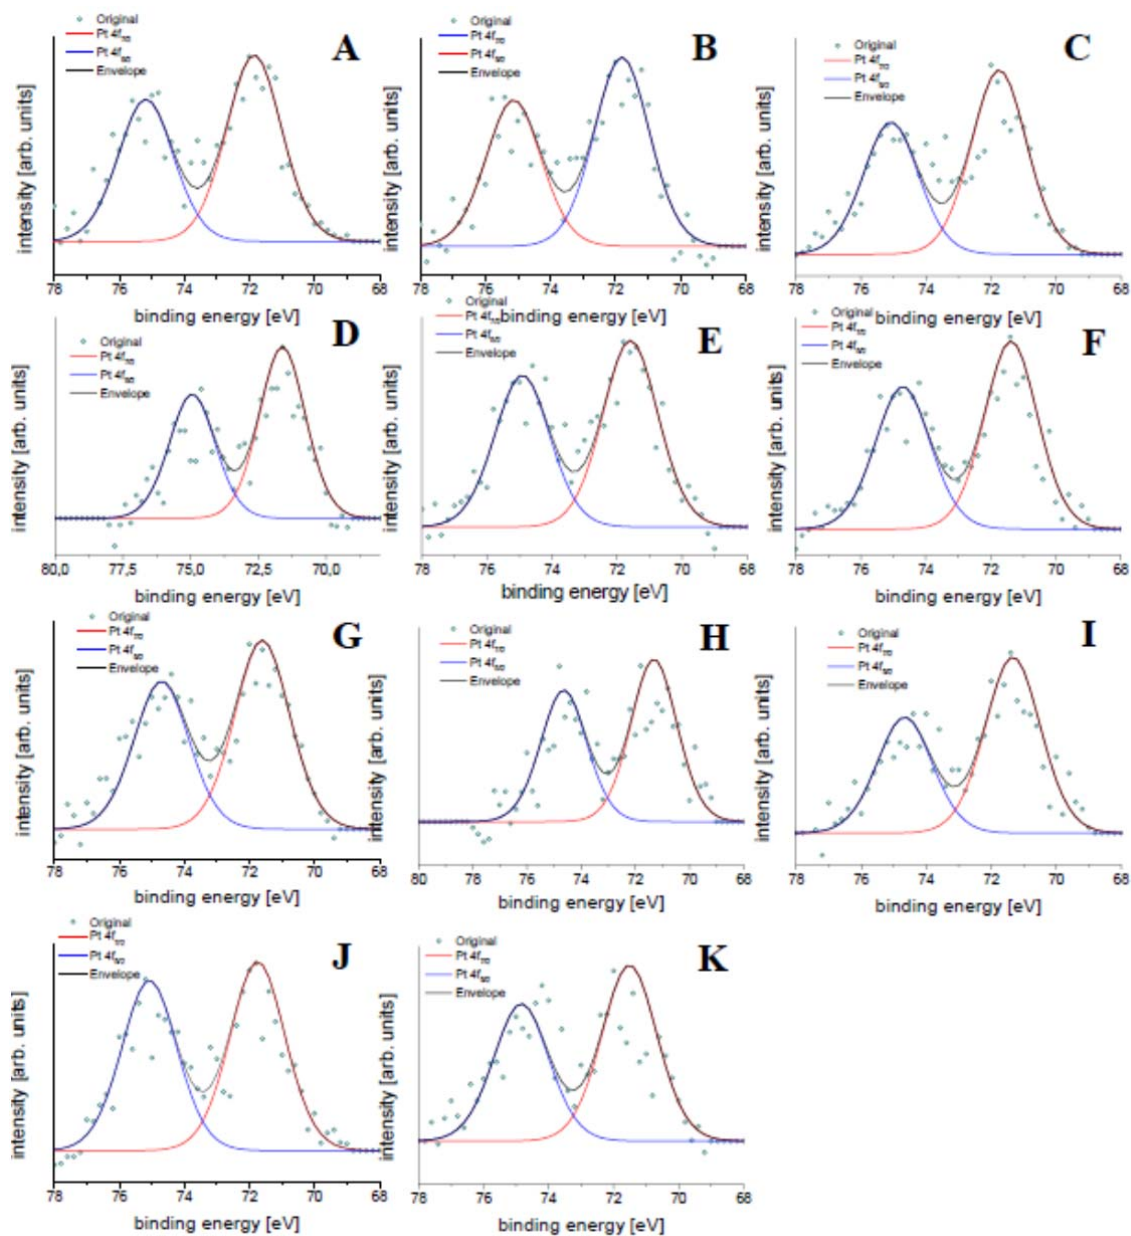 Original
Pt 4f7/2
Pt 4f5/2
Envelope
A
intensity [arb. units]
78 76 74 72 70 68
binding energy [eV]
Original
Pt 4f7/2
Pt 4f5/2
Envelope
B
intensity [arb. units]
78 76 74 72 70 68
binding energy [eV]
Original
Pt 4f7/2
Pt 4f5/2
Envelope
C
intensity [arb. units]
78 76 74 72 70 68
binding energy [eV]
Original
Pt 4f7/2
Pt 4f5/2
Envelope
D
intensity [arb. units]
80,0 77,5 75,0 72,5 70,0
binding energy [eV]
Original
Pt 4f7/2
Pt 4f5/2
Envelope
E
intensity [arb. units]
78 76 74 72 70 68
binding energy [eV]
Original
Pt 4f7/2
Pt 4f5/2
Envelope
F
intensity [arb. units]
78 76 74 72 70 68
binding energy [eV]
Original
Pt 4f7/2
Pt 4f5/2
Envelope
G
intensity [arb. units]
78 76 74 72 70 68
binding energy [eV]
Original
Pt 4f7/2
Pt 4f5/2
Envelope
H
intensity [arb. units]
80 78 76 74 72 70 68
binding energy [eV]
Original
Pt 4f7/2
Pt 4f5/2
Envelope
I
intensity [arb. units]
78 76 74 72 70 68
binding energy [eV]
Original
Pt 4f7/2
Pt 4f5/2
Envelope
J
intensity [arb. units]
78 76 74 72 70 68
binding energy [eV]
Original
Pt 4f7/2
Pt 4f5/2
Envelope
K
intensity [arb. units]
78 76 74 72 70 68
binding energy [eV]